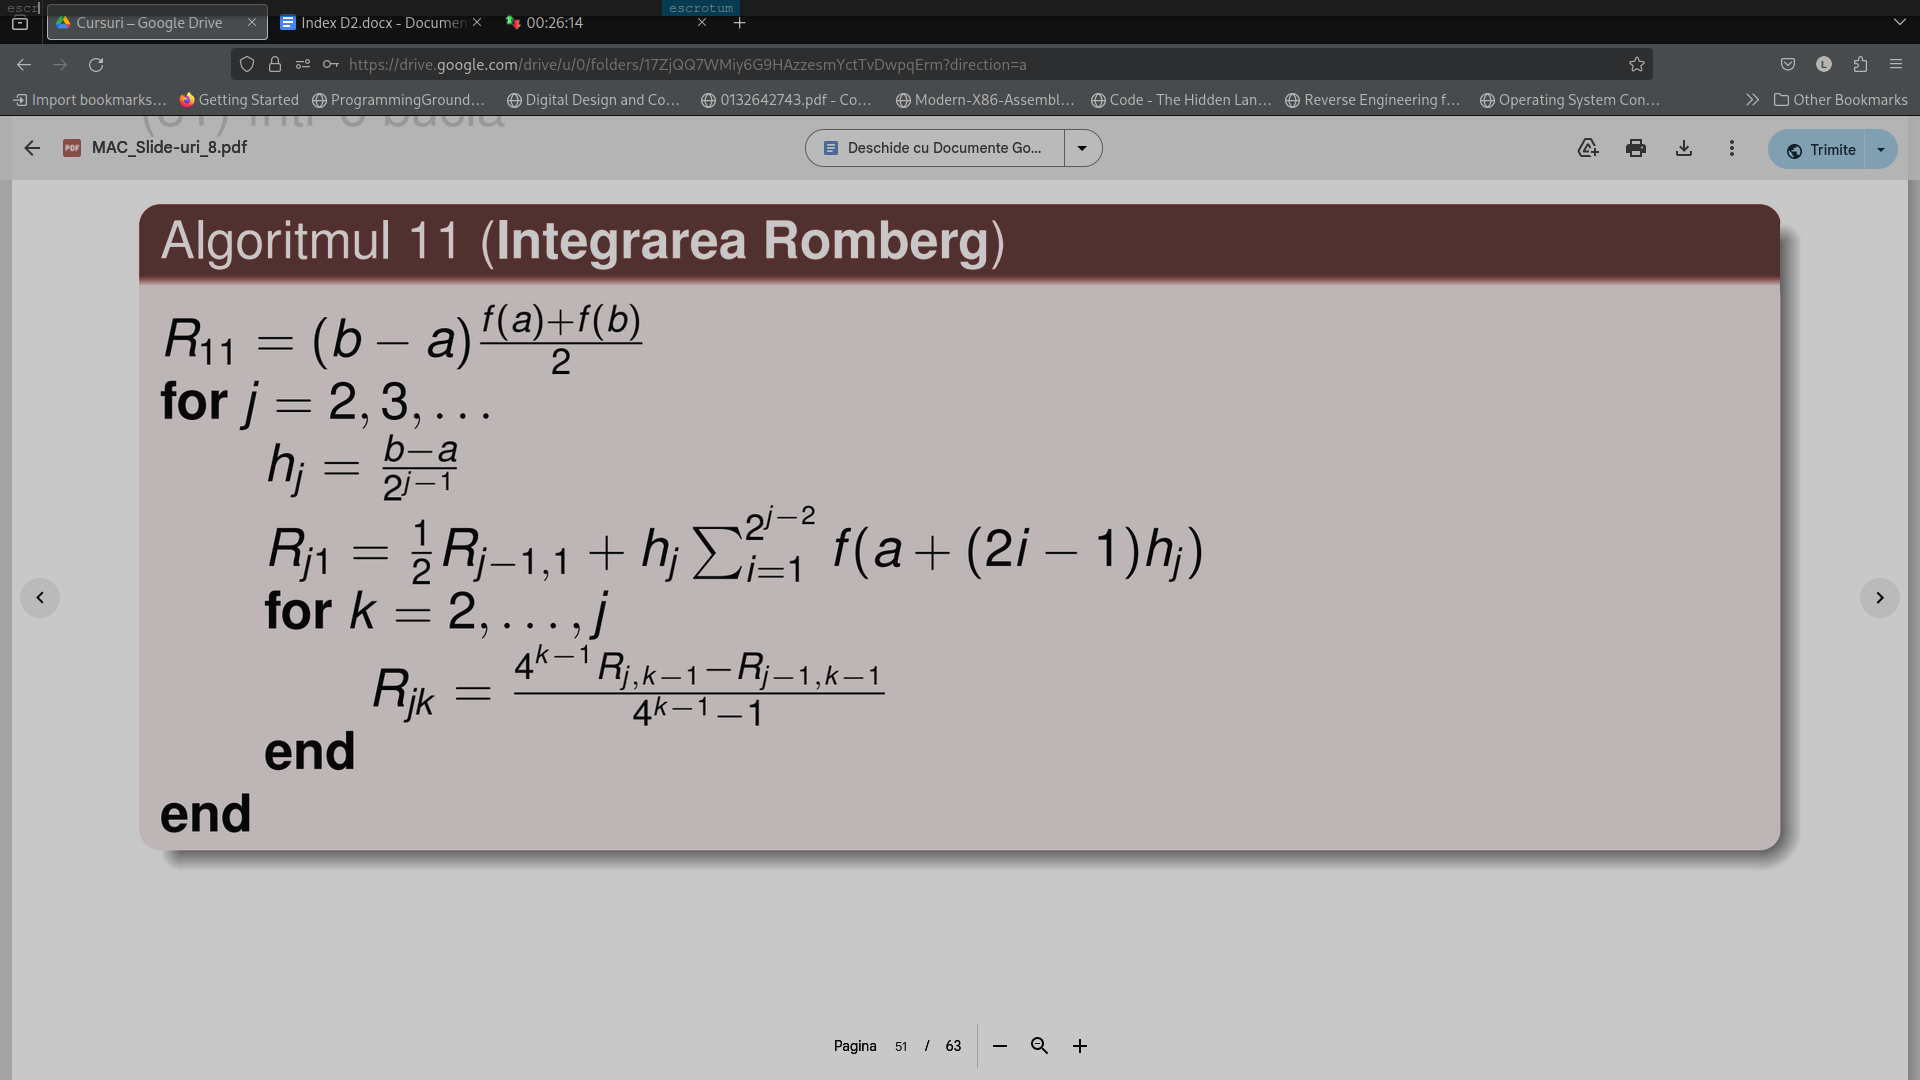 escr escrotum
Cursuri – Google Drive Index D2.docx - Documen 00:26:14
https://drive.google.com/drive/u/0/folders/17ZjQQ7WMiy6G9HAzzesmYctTvDwpqErm?direction=a
Import bookmarks… Getting Started ProgrammingGround… Digital Design and Co… 0132642743.pdf - Co… Modern-X86-Assembl… Code - The Hidden Lan… Reverse Engineering f… Operating System Con… Other Bookmarks
MAC_Slide-uri_8.pdf Deschide cu Documente Go... Trimite
Algoritmul 11 (Integrarea Romberg)
R_{11} = (b − a) \frac{f(a)+f(b)}{2}
for j = 2, 3, . . .
h_j = \frac{b−a}{2^{j−1}}
R_{j1} = \frac{1}{2} R_{j−1,1} + h_j ∑_{i=1}^{2^{j−2}} f(a + (2i − 1)h_j)
for k = 2, . . . , j
R_{jk} = \frac{4^{k−1} R_{j,k−1} − R_{j−1,k−1}}{4^{k−1} − 1}
end
end
Pagina 51 / 63